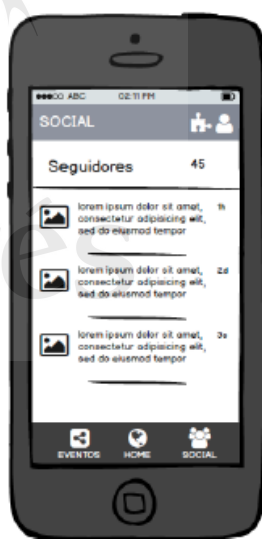 ABC 02:11 PM
SOCIAL
Seguidores 45
lorem ipsum dolor sit amet, 1h
consectetur adipisicing elit,
sed do eiusmod tempor
lorem ipsum dolor sit amet, 2d
consectetur adipisicing elit,
sed do eiusmod tempor
lorem ipsum dolor sit amet, 3s
consectetur adipisicing elit,
sed do eiusmod tempor
EVENTOS HOME SOCIAL